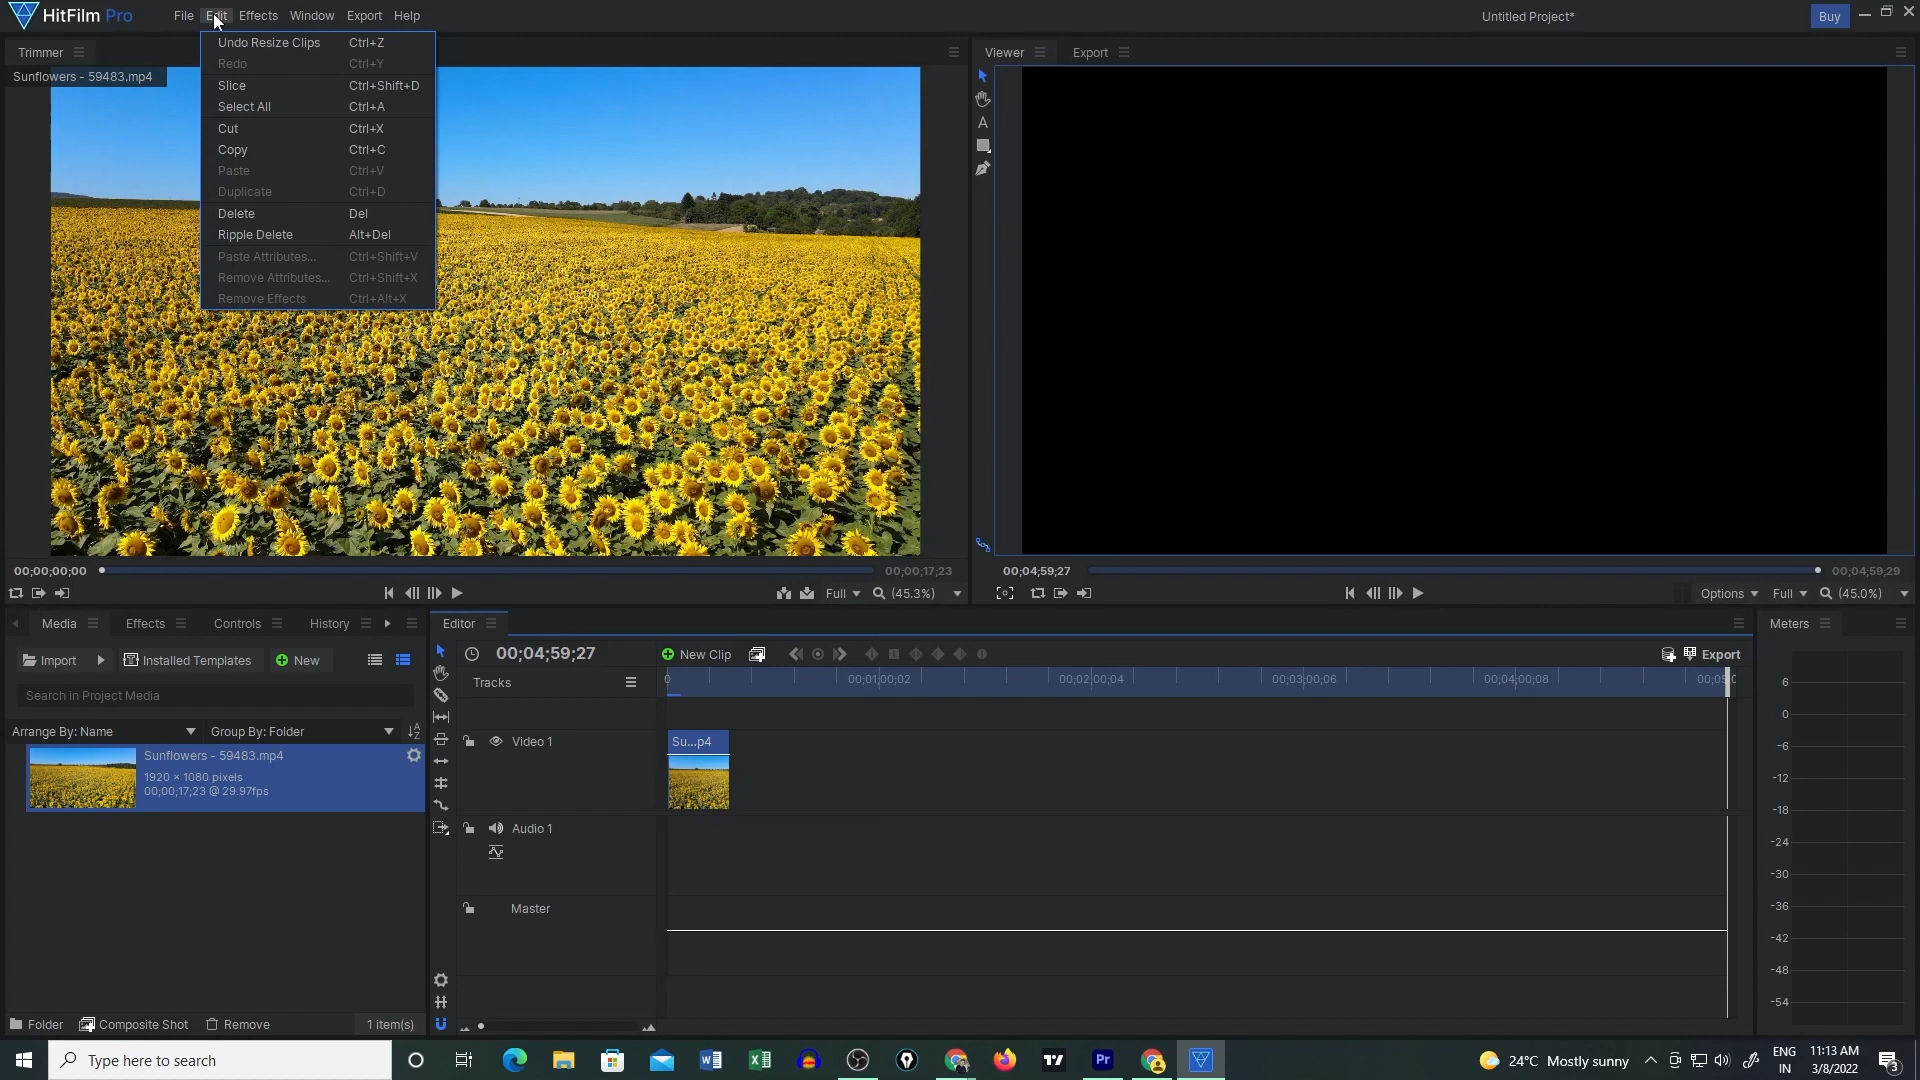 HitFilm Pro
File Edit Effects Window Export Help
Untitled Project*
Buy
Trimmer
Sunflowers - 59483.mp4
Undo Resize Clips Ctrl+Z
Redo Ctrl+Y
Slice Ctrl+Shift+D
Select All Ctrl+A
Cut Ctrl+X
Copy Ctrl+C
Paste Ctrl+V
Duplicate Ctrl+D
Delete Del
Ripple Delete Alt+Del
Paste Attributes... Ctrl+Shift+V
Remove Attributes... Ctrl+Shift+X
Remove Effects Ctrl+Alt+X
Viewer Export
A
00;00;00;00
00;00;17;23
Full (45.3%)
00;04;59;27
00;04;59;29
Options Full (45.0%)
Media Effects Controls History
Import Installed Templates New
Search in Project Media
Arrange By: Name Group By: Folder
Sunflowers - 59483.mp4
1920 × 1080 pixels
00;00;17;23 @ 29.97fps
Folder Composite Shot Remove 1 item(s)
Editor
00;04;59;27 New Clip Export
Tracks
0 00;01;00;02 00;02;00;04 00;03;00;06 00;04;00;08
Video 1
Su...p4
Audio 1
Master
Meters
6
0
-6
-12
-18
-24
-30
-36
-42
-48
-54
Type here to search
Pr
24°C Mostly sunny
ENG
IN
11:13 AM
3/8/2022
3